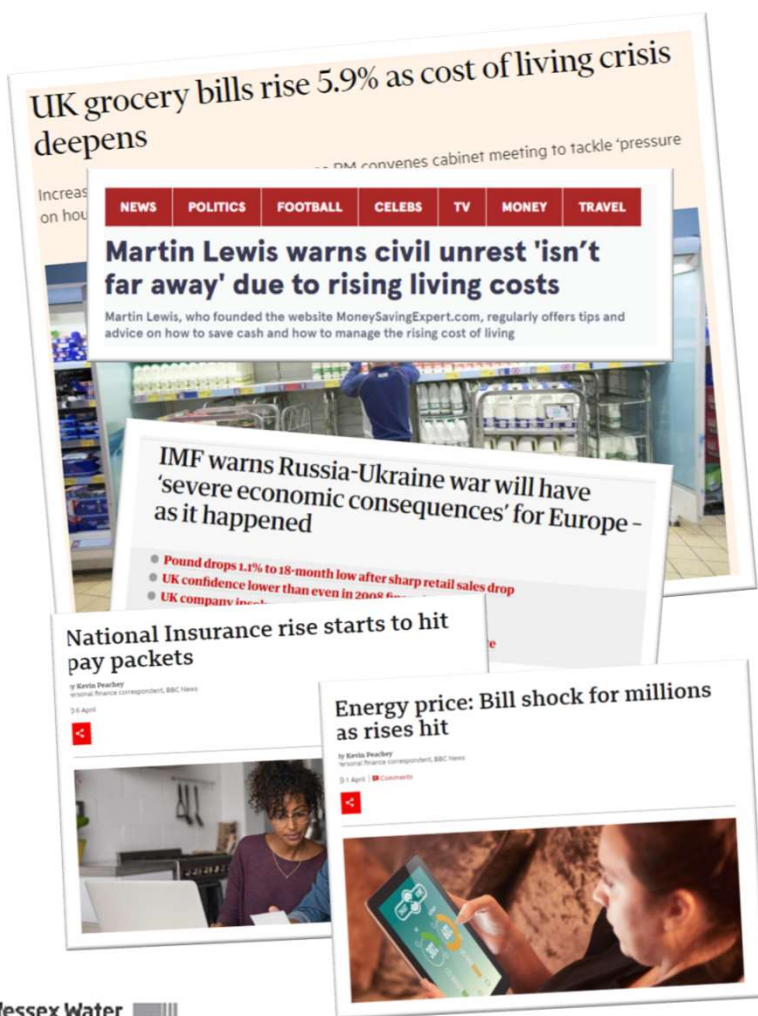 UK grocery bills rise 5.9% as cost of living crisis
deepens
PM convenes cabinet meeting to tackle ‘pressure
on
NEWS POLITICS FOOTBALL CELEBS TV MONEY TRAVEL
Martin Lewis warns civil unrest 'isn’t
far away' due to rising living costs
Martin Lewis, who founded the website MoneySavingExpert.com, regularly offers tips and
advice on how to save cash and how to manage the rising cost of living
IMF warns Russia-Ukraine war will have
‘severe economic consequences’ for Europe –
as it happened
Pound drops 1.1% to 18-month low after sharp retail sales drop
UK confidence lower than even in 2008
UK company
National Insurance rise starts to hit
pay packets
By Kevin Peachey
Personal finance correspondent, BBC News
6 April
Energy price: Bill shock for millions
as rises hit
By Kevin Peachey
Personal finance correspondent, BBC News
1 April Comments
Wessex Water